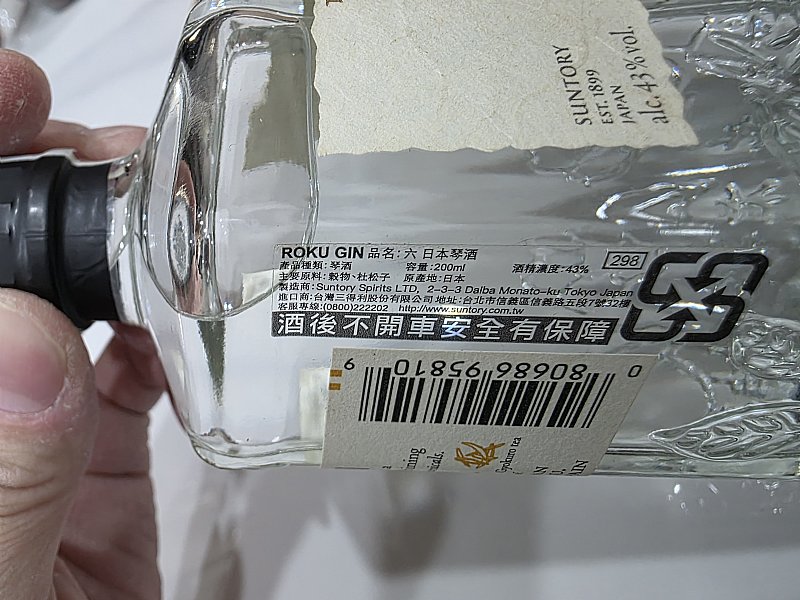 SUNTORY
EST. 1899
JAPAN
alc. 43% vol.
ROKU GIN 品名:六 日本琴酒
產品種類:琴酒 容量:200ml 酒精濃度:43%
298
主要原料:穀物、杜松子 原產地:日本
製造商:Suntory Spirits LTD, 2-3-3 Daiba Monato-ku Tokyo Japan
進口商:台灣三得利股份有限公司 地址:台北市信義區信義路五段7號32樓
客服專線:(0800)222202 http://www.suntory.com.tw
酒後不開車安全有保障
0 80686 95810 9
Gyokuro tea